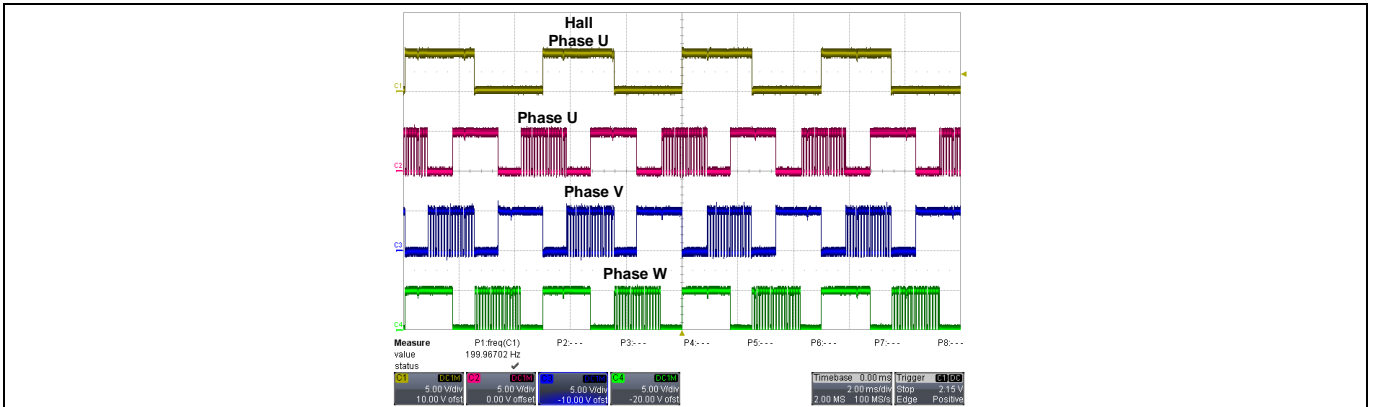 Hall
Phase U
C1
Phase U
C2
Phase V
C3
Phase W
C4
Measure P1:freq(C1) P2:- - - P3:- - - P4:- - - P5:- - - P6:- - - P7:- - - P8:- - -
value 199.96702 Hz
status ✓
C1 DC1M C2 DC1M C4 DC1M Timebase 0.00 ms Trigger C1 DC
5.00 V/div 5.00 V/div 5.00 V/div 5.00 V/div 2.00 ms/div Stop 2.15 V
10.00 V ofst 0.00 V offset -10.00 V ofst -20.00 V ofst 2.00 MS 100 MS/s Edge Positive